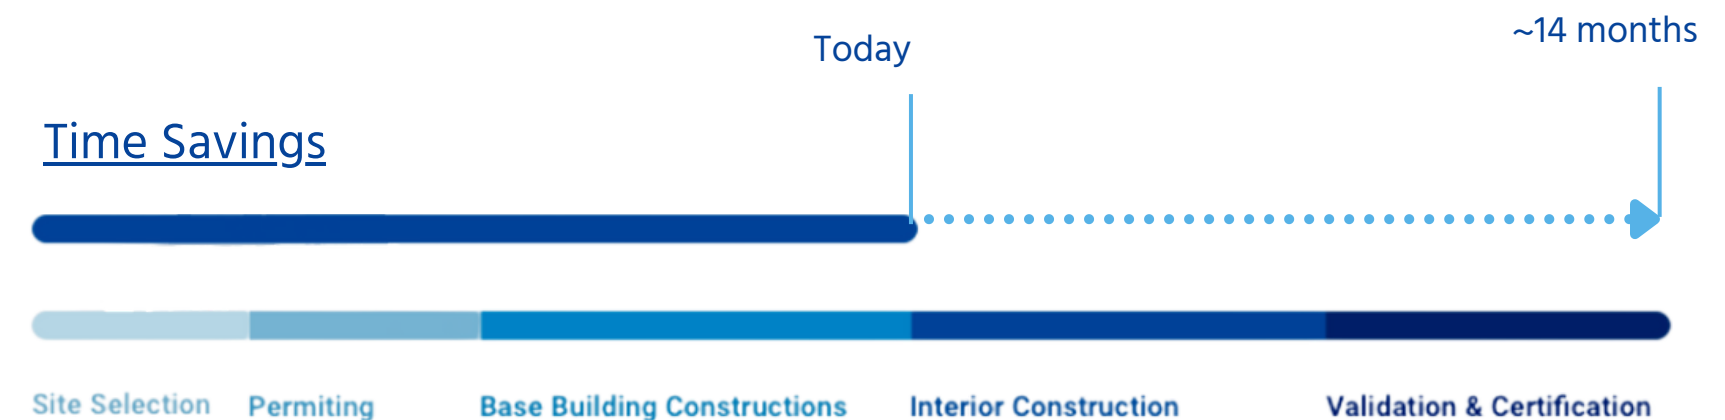 ~14 months
Today
Time Savings
Site Selection
Permiting
Base Building Constructions
Interior Construction
Validation & Certification